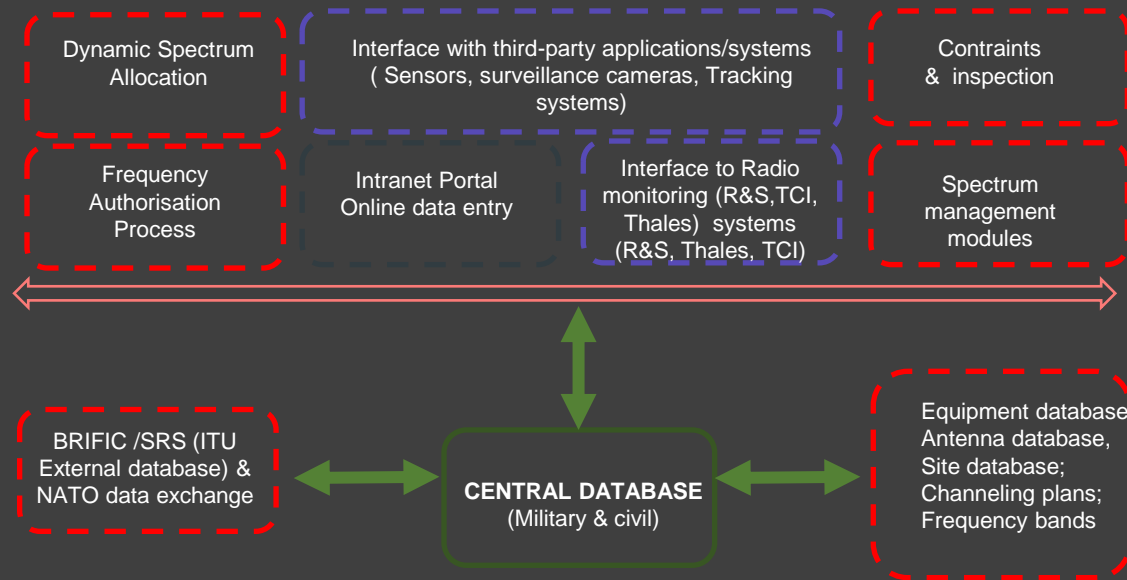 Dynamic Spectrum
Allocation
Interface with third-party applications/systems
( Sensors, surveillance cameras, Tracking
systems)
Contraints
& inspection
Frequency
Authorisation
Process
Intranet Portal
Online data entry
Interface to Radio
monitoring (R&S,TCI,
Thales) systems
(R&S, Thales, TCI)
Spectrum
management
modules
BRIFIC /SRS (ITU
External database) &
NATO data exchange
CENTRAL DATABASE
(Military & civil)
Equipment database
Antenna database,
Site database;
Channeling plans;
Frequency bands